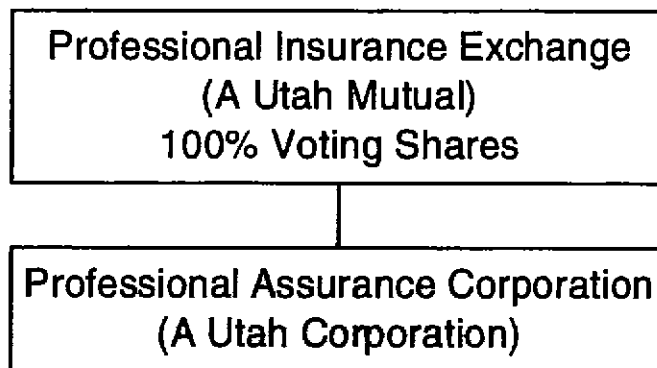 Professional Insurance Exchange
(A Utah Mutual)
100% Voting Shares
Professional Assurance Corporation
(A Utah Corporation)